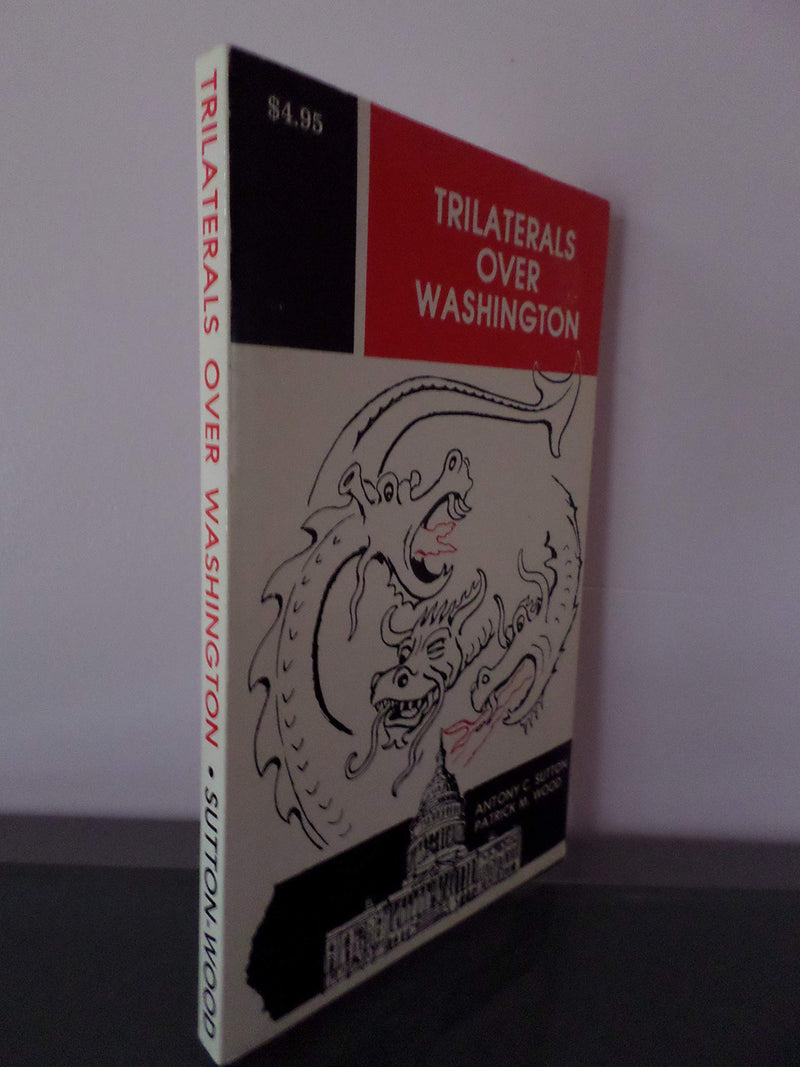 TRILATERALS OVER WASHINGTON • SUTTON-WOOD
$4.95
TRILATERALS
OVER
WASHINGTON
ANTONY C. SUTTON
PATRICK M. WOOD